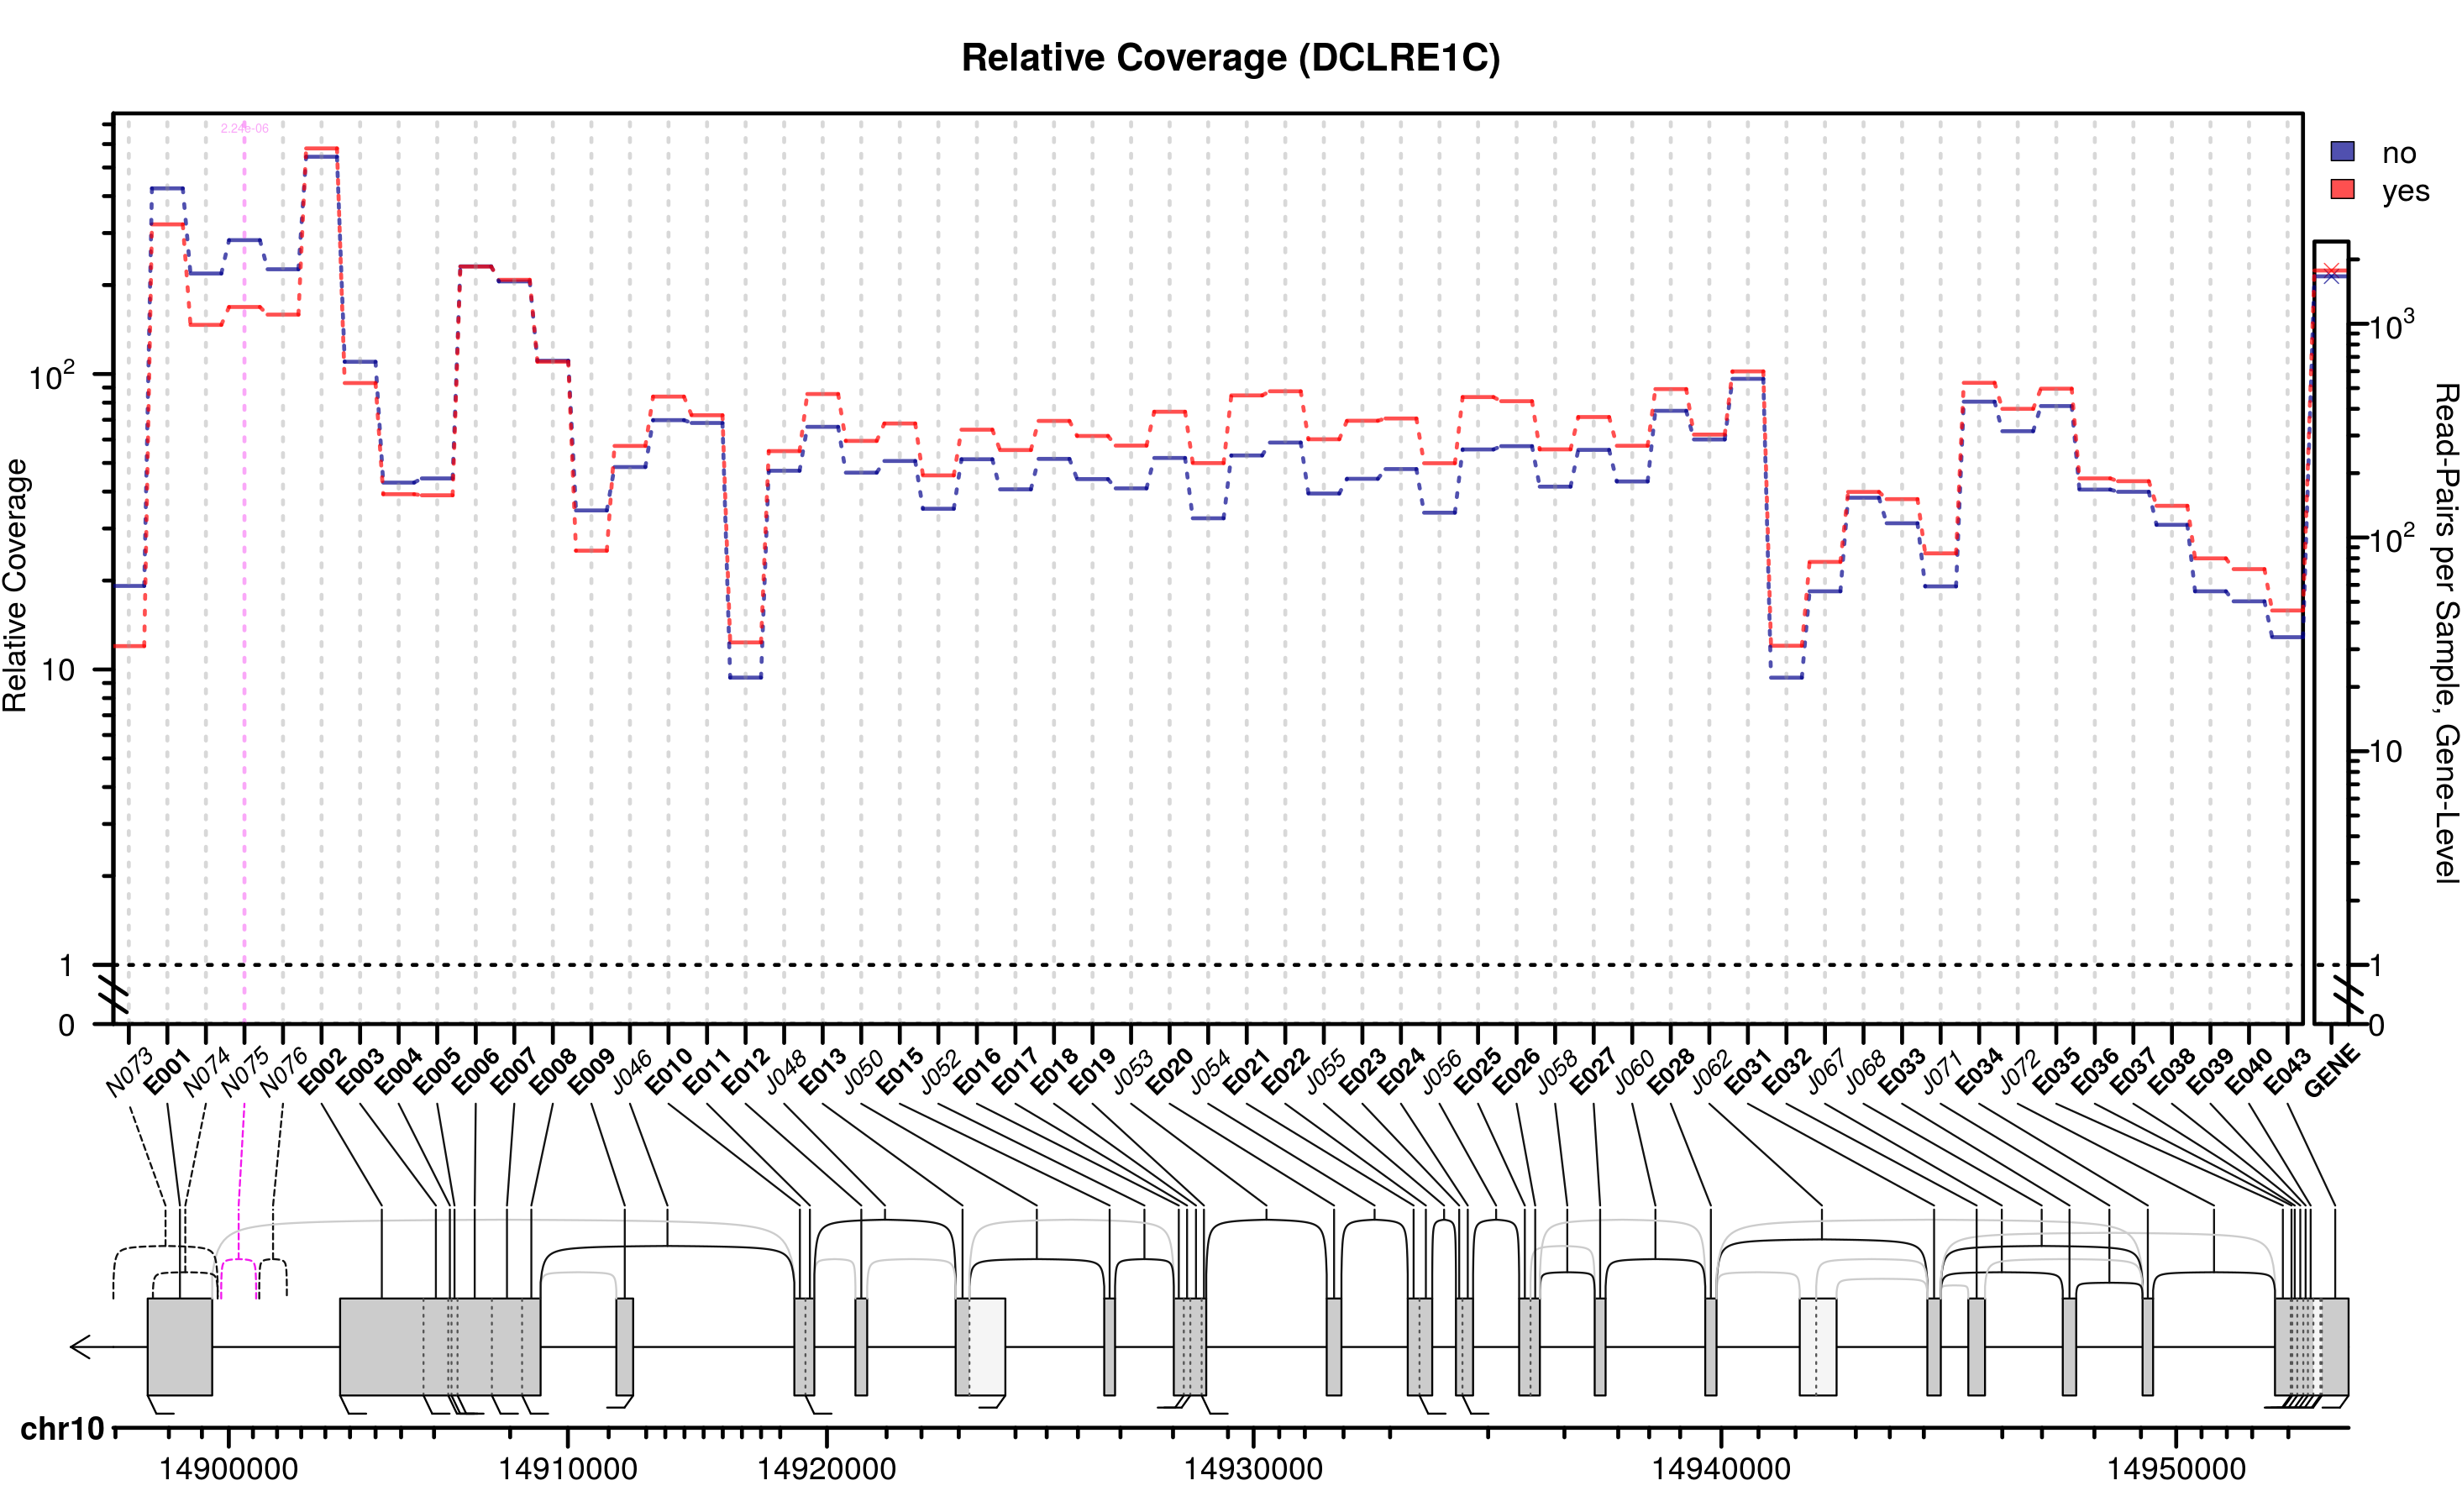 Relative Coverage (DCLRE1C)
2.24e-06
no
yes
Relative Coverage
10²
10
1
0
10³
10²
10
1
0
Read-Pairs per Sample, Gene-Level
N073 E001 N074 N075 N076 E002 E003 E004 E005 E006 E007 E008 E009 J046 E010 E011 E012 J048 E013 J050 E015 J052 E016 E017 E018 E019 J053 E020 J054 E021 E022 J055 E023 E024 J056 E025 E026 J058 E027 J060 E028 J062 E031 E032 J067 J068 E033 J071 E034 J072 E035 E036 E037 E038 E039 E040 E043 GENE
chr10
14900000 14910000 14920000 14930000 14940000 14950000